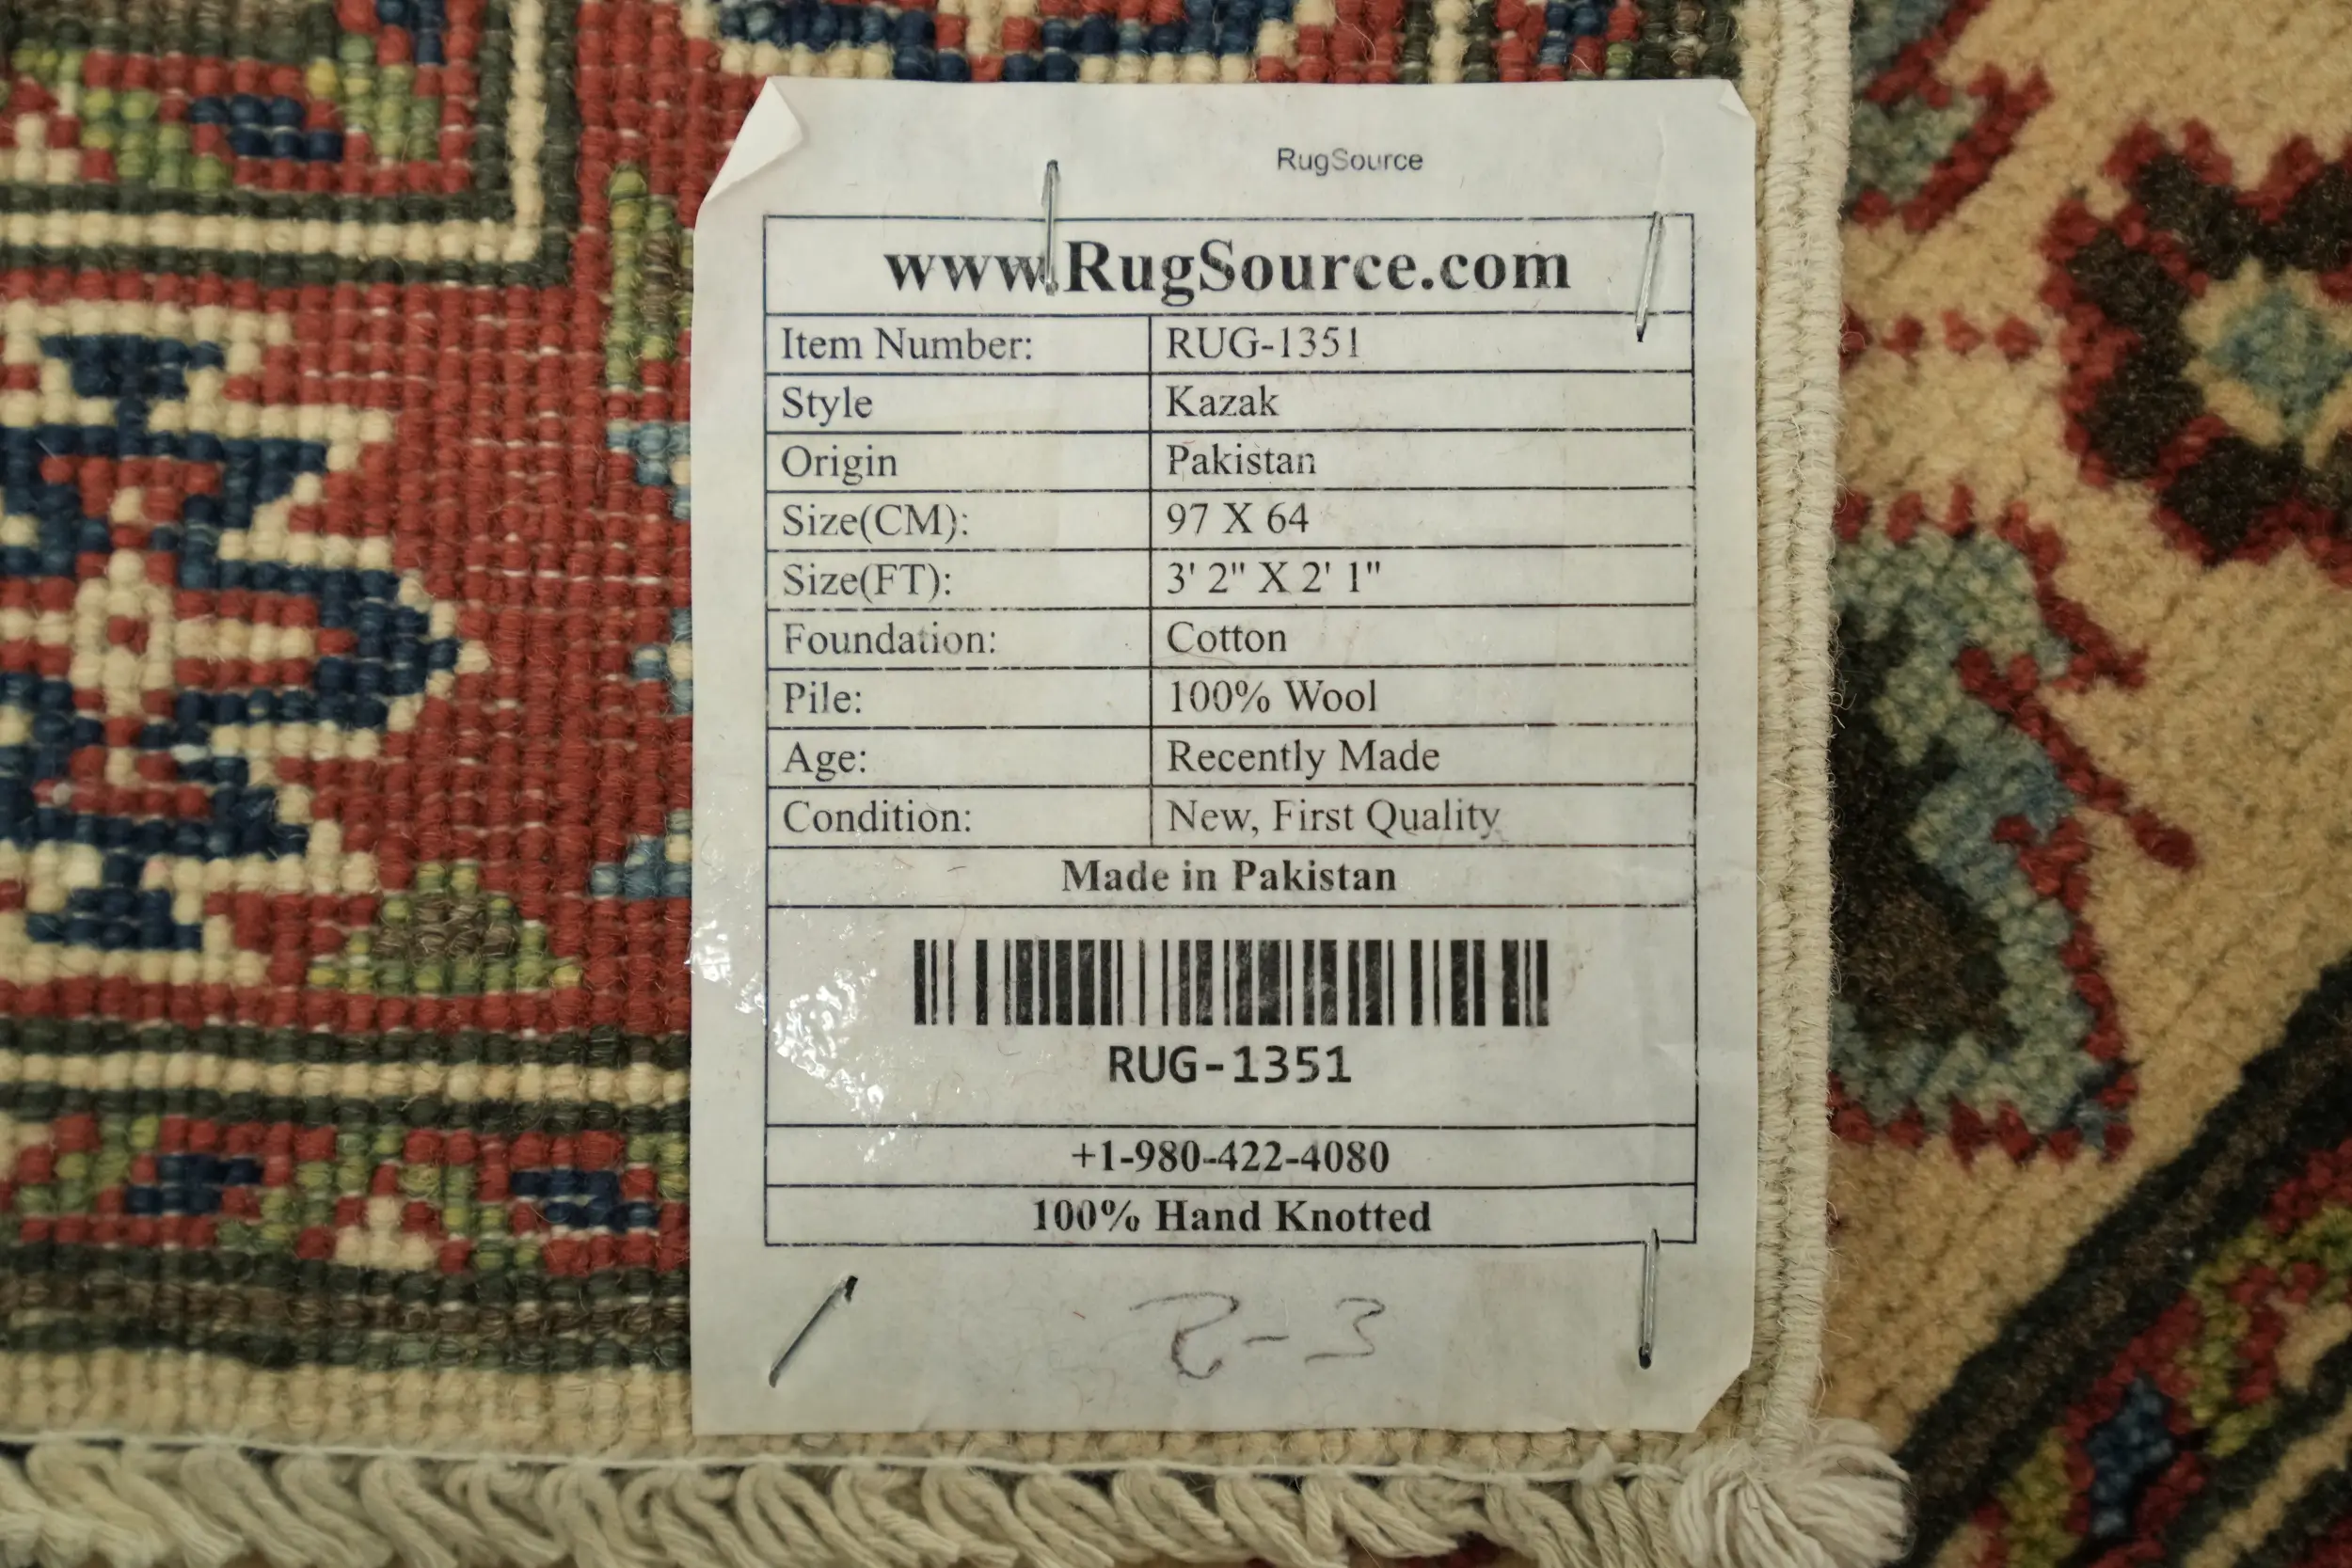 RugSource
www.RugSource.com
Item Number: RUG-1351
Style Kazak
Origin Pakistan
Size(CM): 97 X 64
Size(FT): 3' 2" X 2' 1"
Foundation: Cotton
Pile: 100% Wool
Age: Recently Made
Condition: New, First Quality
Made in Pakistan
RUG-1351
+1-980-422-4080
100% Hand Knotted